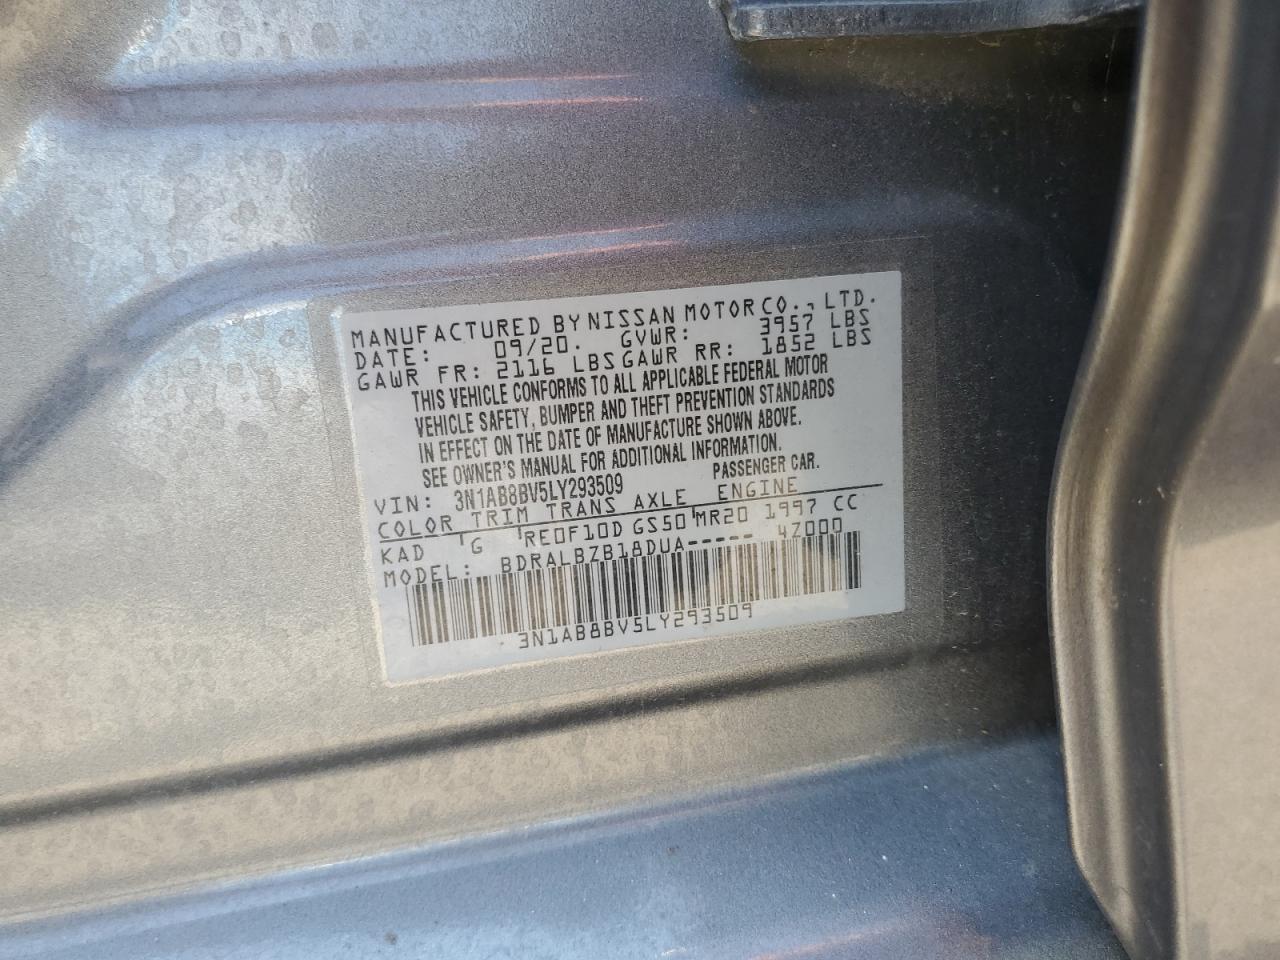 MANUFACTURED BY NISSAN MOTOR CO., LTD.
DATE: 09/20. GVWR: 3957 LBS
GAWR FR: 2116 LBS GAWR RR: 1852 LBS
THIS VEHICLE CONFORMS TO ALL APPLICABLE FEDERAL MOTOR
VEHICLE SAFETY, BUMPER AND THEFT PREVENTION STANDARDS
IN EFFECT ON THE DATE OF MANUFACTURE SHOWN ABOVE.
SEE OWNER'S MANUAL FOR ADDITIONAL INFORMATION.
VIN: 3N1AB8BV5LY293509 PASSENGER CAR.
COLOR TRIM TRANS AXLE ENGINE
KAD ' G 'RE0F10D GS50'MR20 1997 CC
MODEL: BDRALBZB18DUA----- 4Z000
3N1AB8BV5LY293509